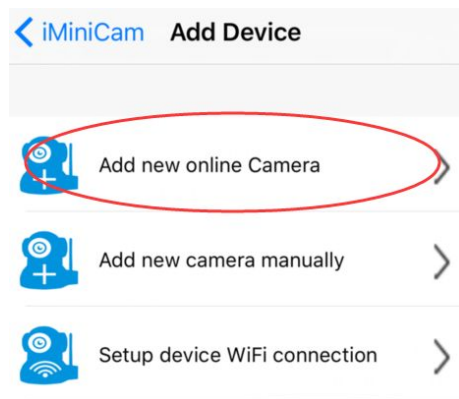 iMiniCam Add Device
Add new online Camera
Add new camera manually
Setup device WiFi connection